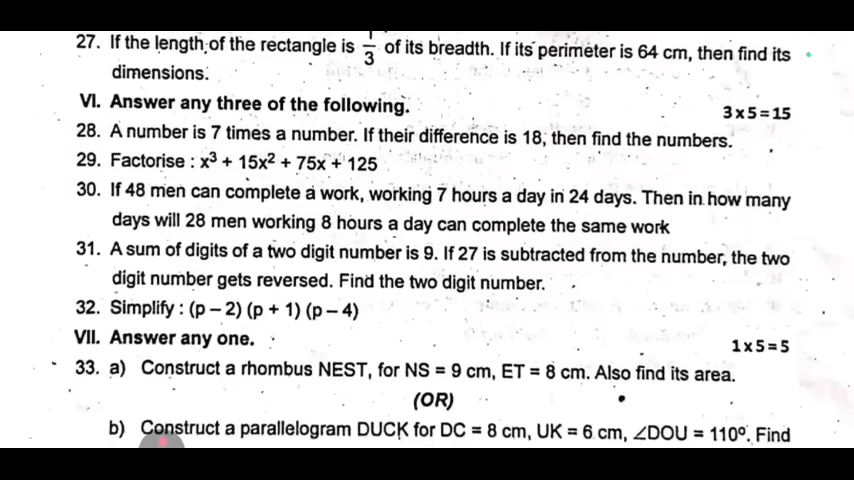 27. If the length of the rectangle is 1/3 of its breadth. If its perimeter is 64 cm, then find its
dimensions.
VI. Answer any three of the following. 3 x 5 = 15
28. A number is 7 times a number. If their difference is 18, then find the numbers.
29. Factorise : x³ + 15x² + 75x + 125
30. If 48 men can complete a work, working 7 hours a day in 24 days. Then in how many
days will 28 men working 8 hours a day can complete the same work
31. A sum of digits of a two digit number is 9. If 27 is subtracted from the number, the two
digit number gets reversed. Find the two digit number.
32. Simplify : (p – 2) (p + 1) (p – 4)
VII. Answer any one. 1 x 5 = 5
33. a) Construct a rhombus NEST, for NS = 9 cm, ET = 8 cm. Also find its area.
(OR)
b) Construct a parallelogram DUCK for DC = 8 cm, UK = 6 cm, ∠DOU = 110º. Find